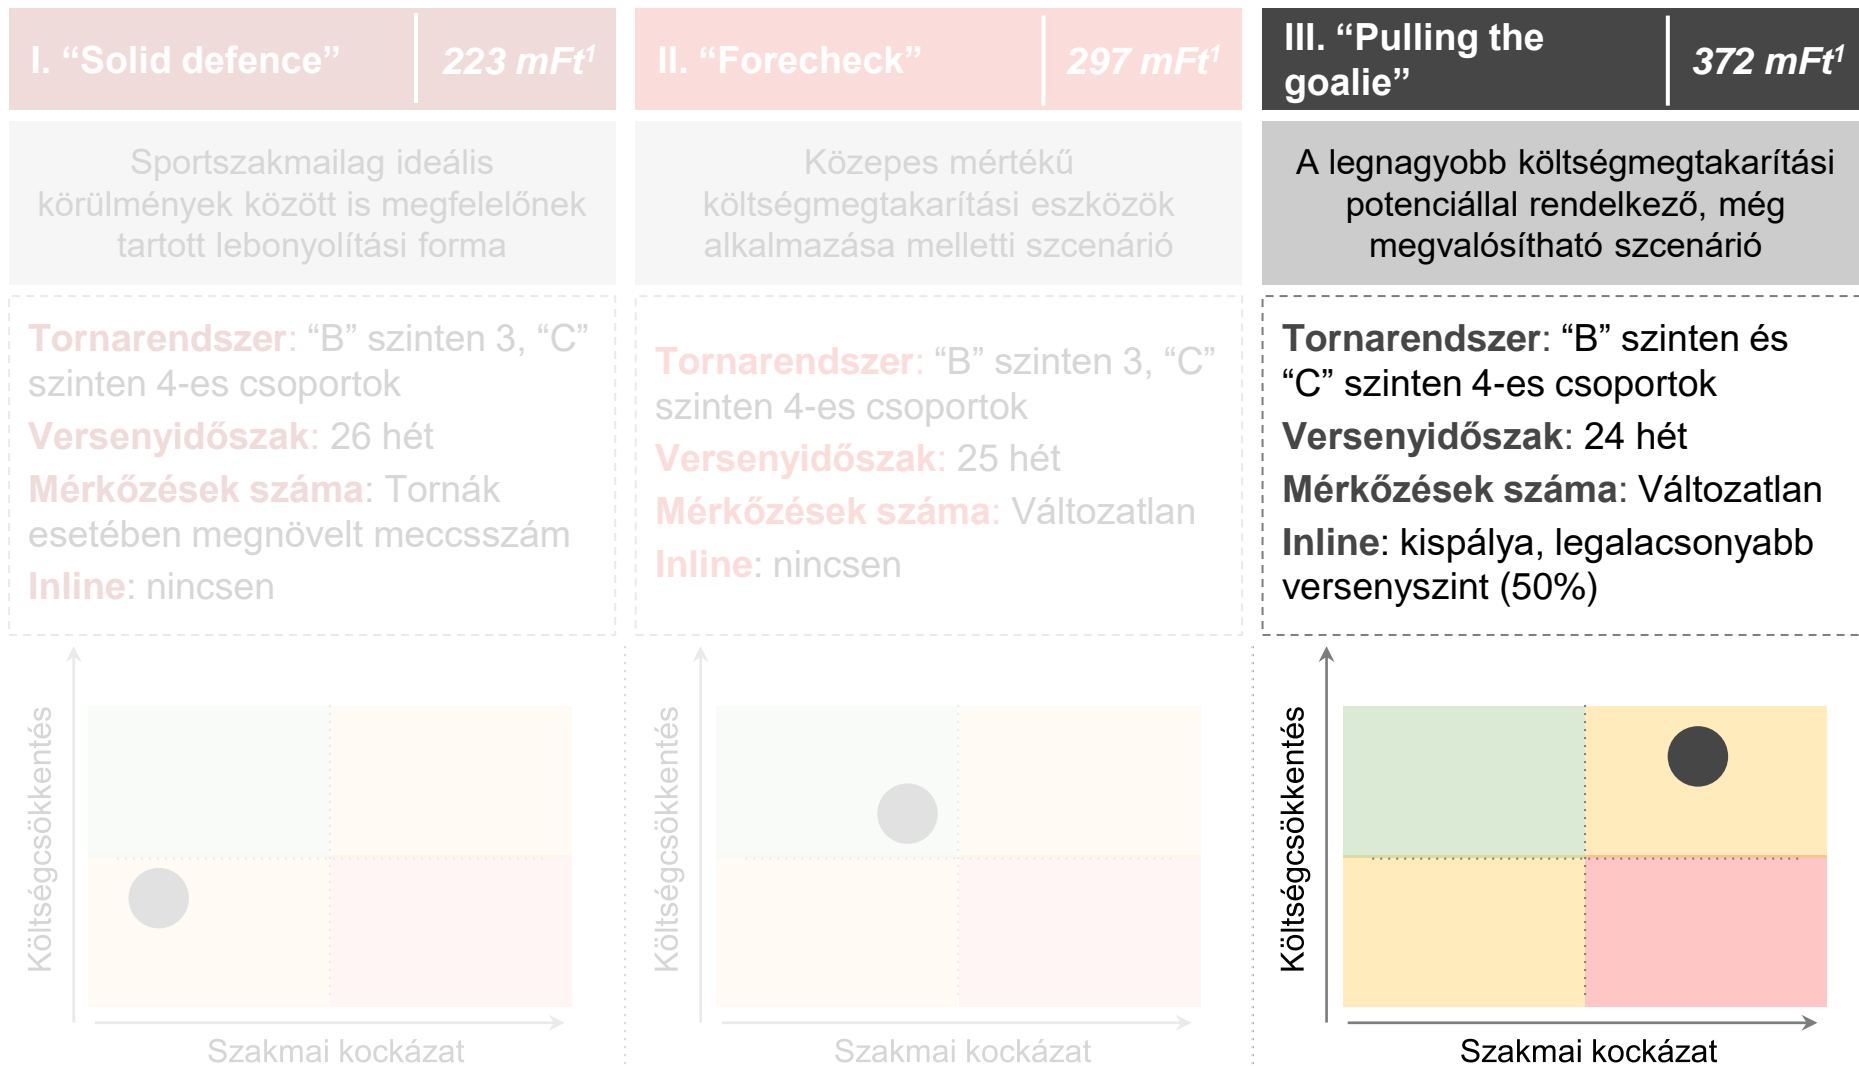 I. “Solid defence”
223 mFt¹
Sportszakmailag ideális
körülmények között is megfelelőnek
tartott lebonyolítási forma
Tornarendszer: “B” szinten 3, “C”
szinten 4-es csoportok
Versenyidőszak: 26 hét
Mérkőzések száma: Tornák
esetében megnövelt meccsszám
Inline: nincsen
Költségcsökkentés
Szakmai kockázat
II. “Forecheck”
297 mFt¹
Közepes mértékű
költségmegtakarítási eszközök
alkalmazása melletti szcenárió
Tornarendszer: “B” szinten 3, “C”
szinten 4-es csoportok
Versenyidőszak: 25 hét
Mérkőzések száma: Változatlan
Inline: nincsen
Költségcsökkentés
Szakmai kockázat
III. “Pulling the
goalie”
372 mFt¹
A legnagyobb költségmegtakarítási
potenciállal rendelkező, még
megvalósítható szcenárió
Tornarendszer: “B” szinten és
“C” szinten 4-es csoportok
Versenyidőszak: 24 hét
Mérkőzések száma: Változatlan
Inline: kispálya, legalacsonyabb
versenyszint (50%)
Költségcsökkentés
Szakmai kockázat